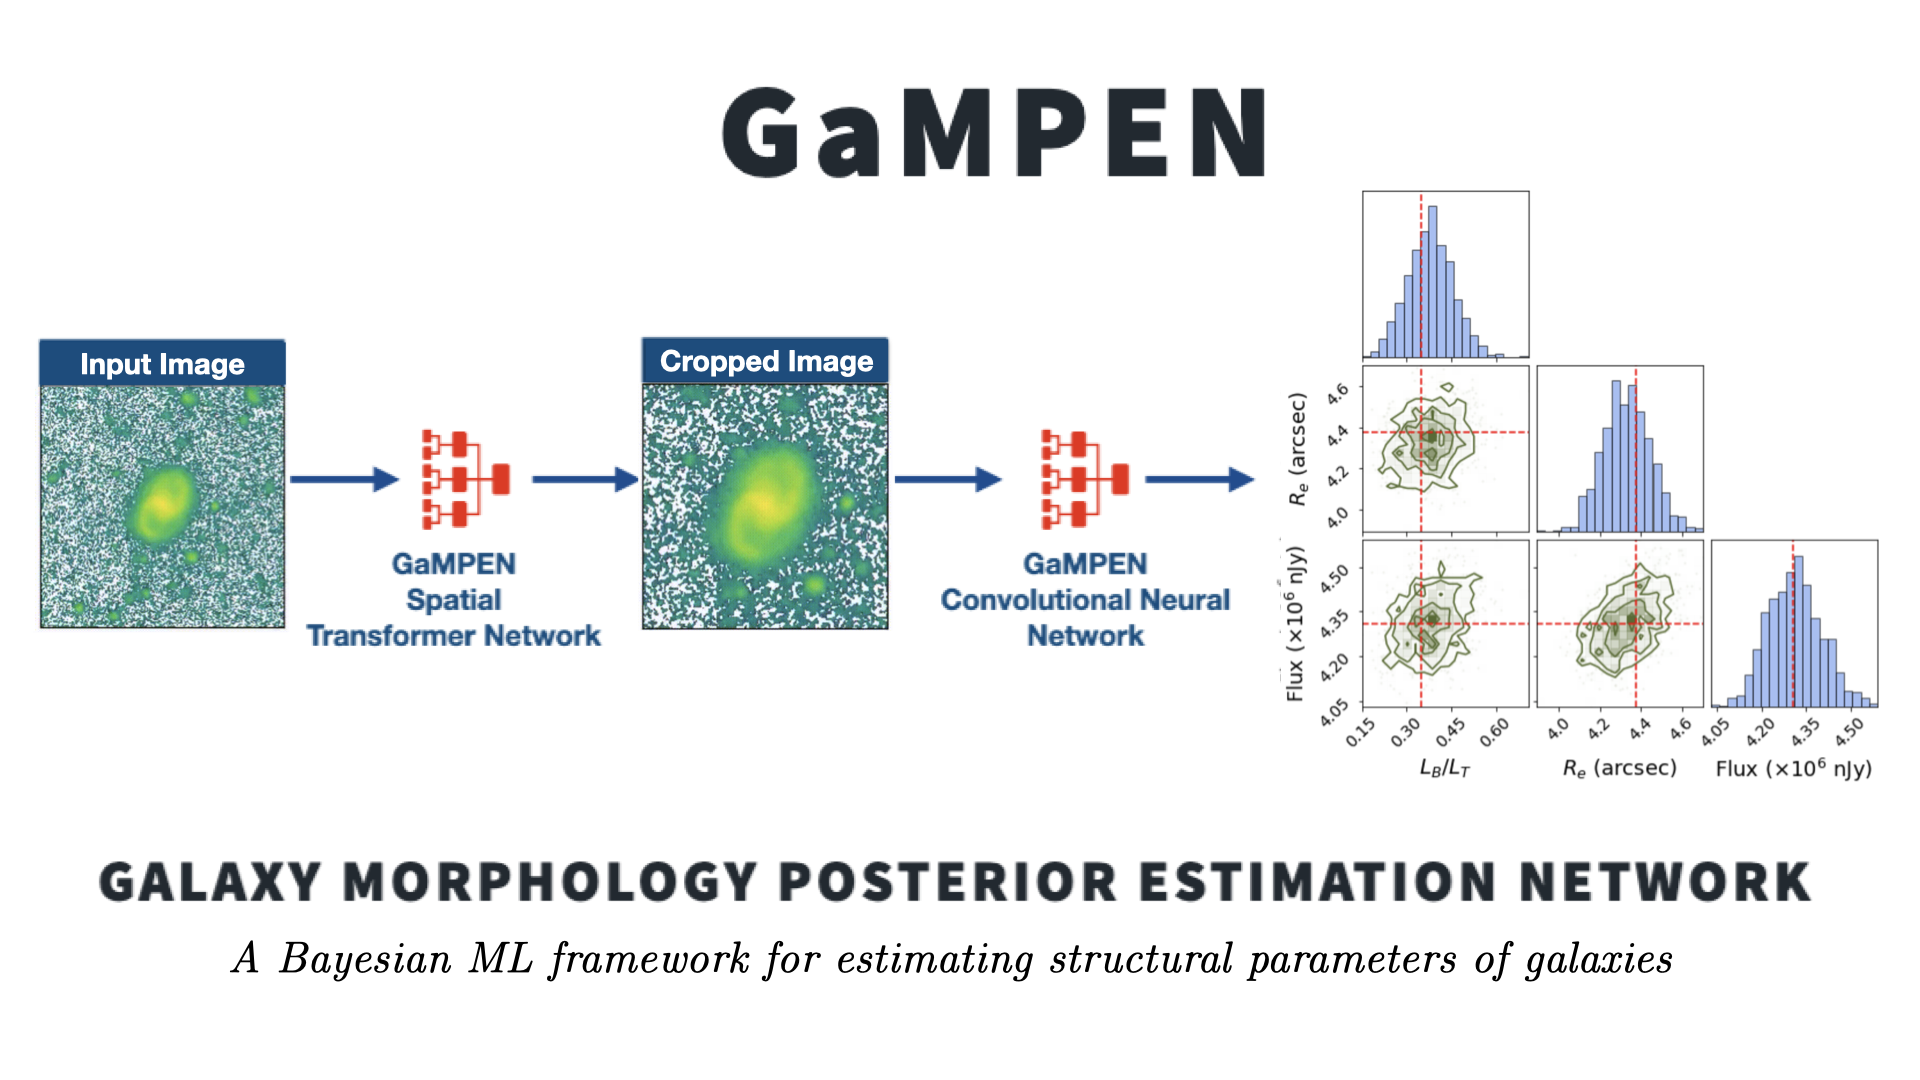 GaMPEN
Input Image
Cropped Image
GaMPEN
Spatial
Transformer Network
GaMPEN
Convolutional Neural
Network
R_e (arcsec)
4.6
4.4
4.2
4.0
Flux (×10⁶ nJy)
4.50
4.35
4.20
4.05
0.15 0.30 0.45 0.60
4.0 4.2 4.4 4.6
4.05 4.20 4.35 4.50
L_B/L_T
R_e (arcsec)
Flux (×10⁶ nJy)
GALAXY MORPHOLOGY POSTERIOR ESTIMATION NETWORK
A Bayesian ML framework for estimating structural parameters of galaxies